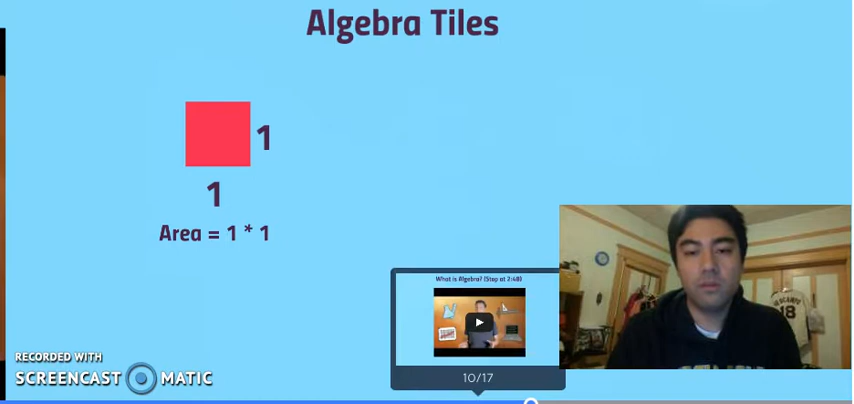 Algebra Tiles
1
1
Area = 1 * 1
What is Algebra? (Stop at 2:48)
10/17
18
RECORDED WITH
SCREENCAST MATIC